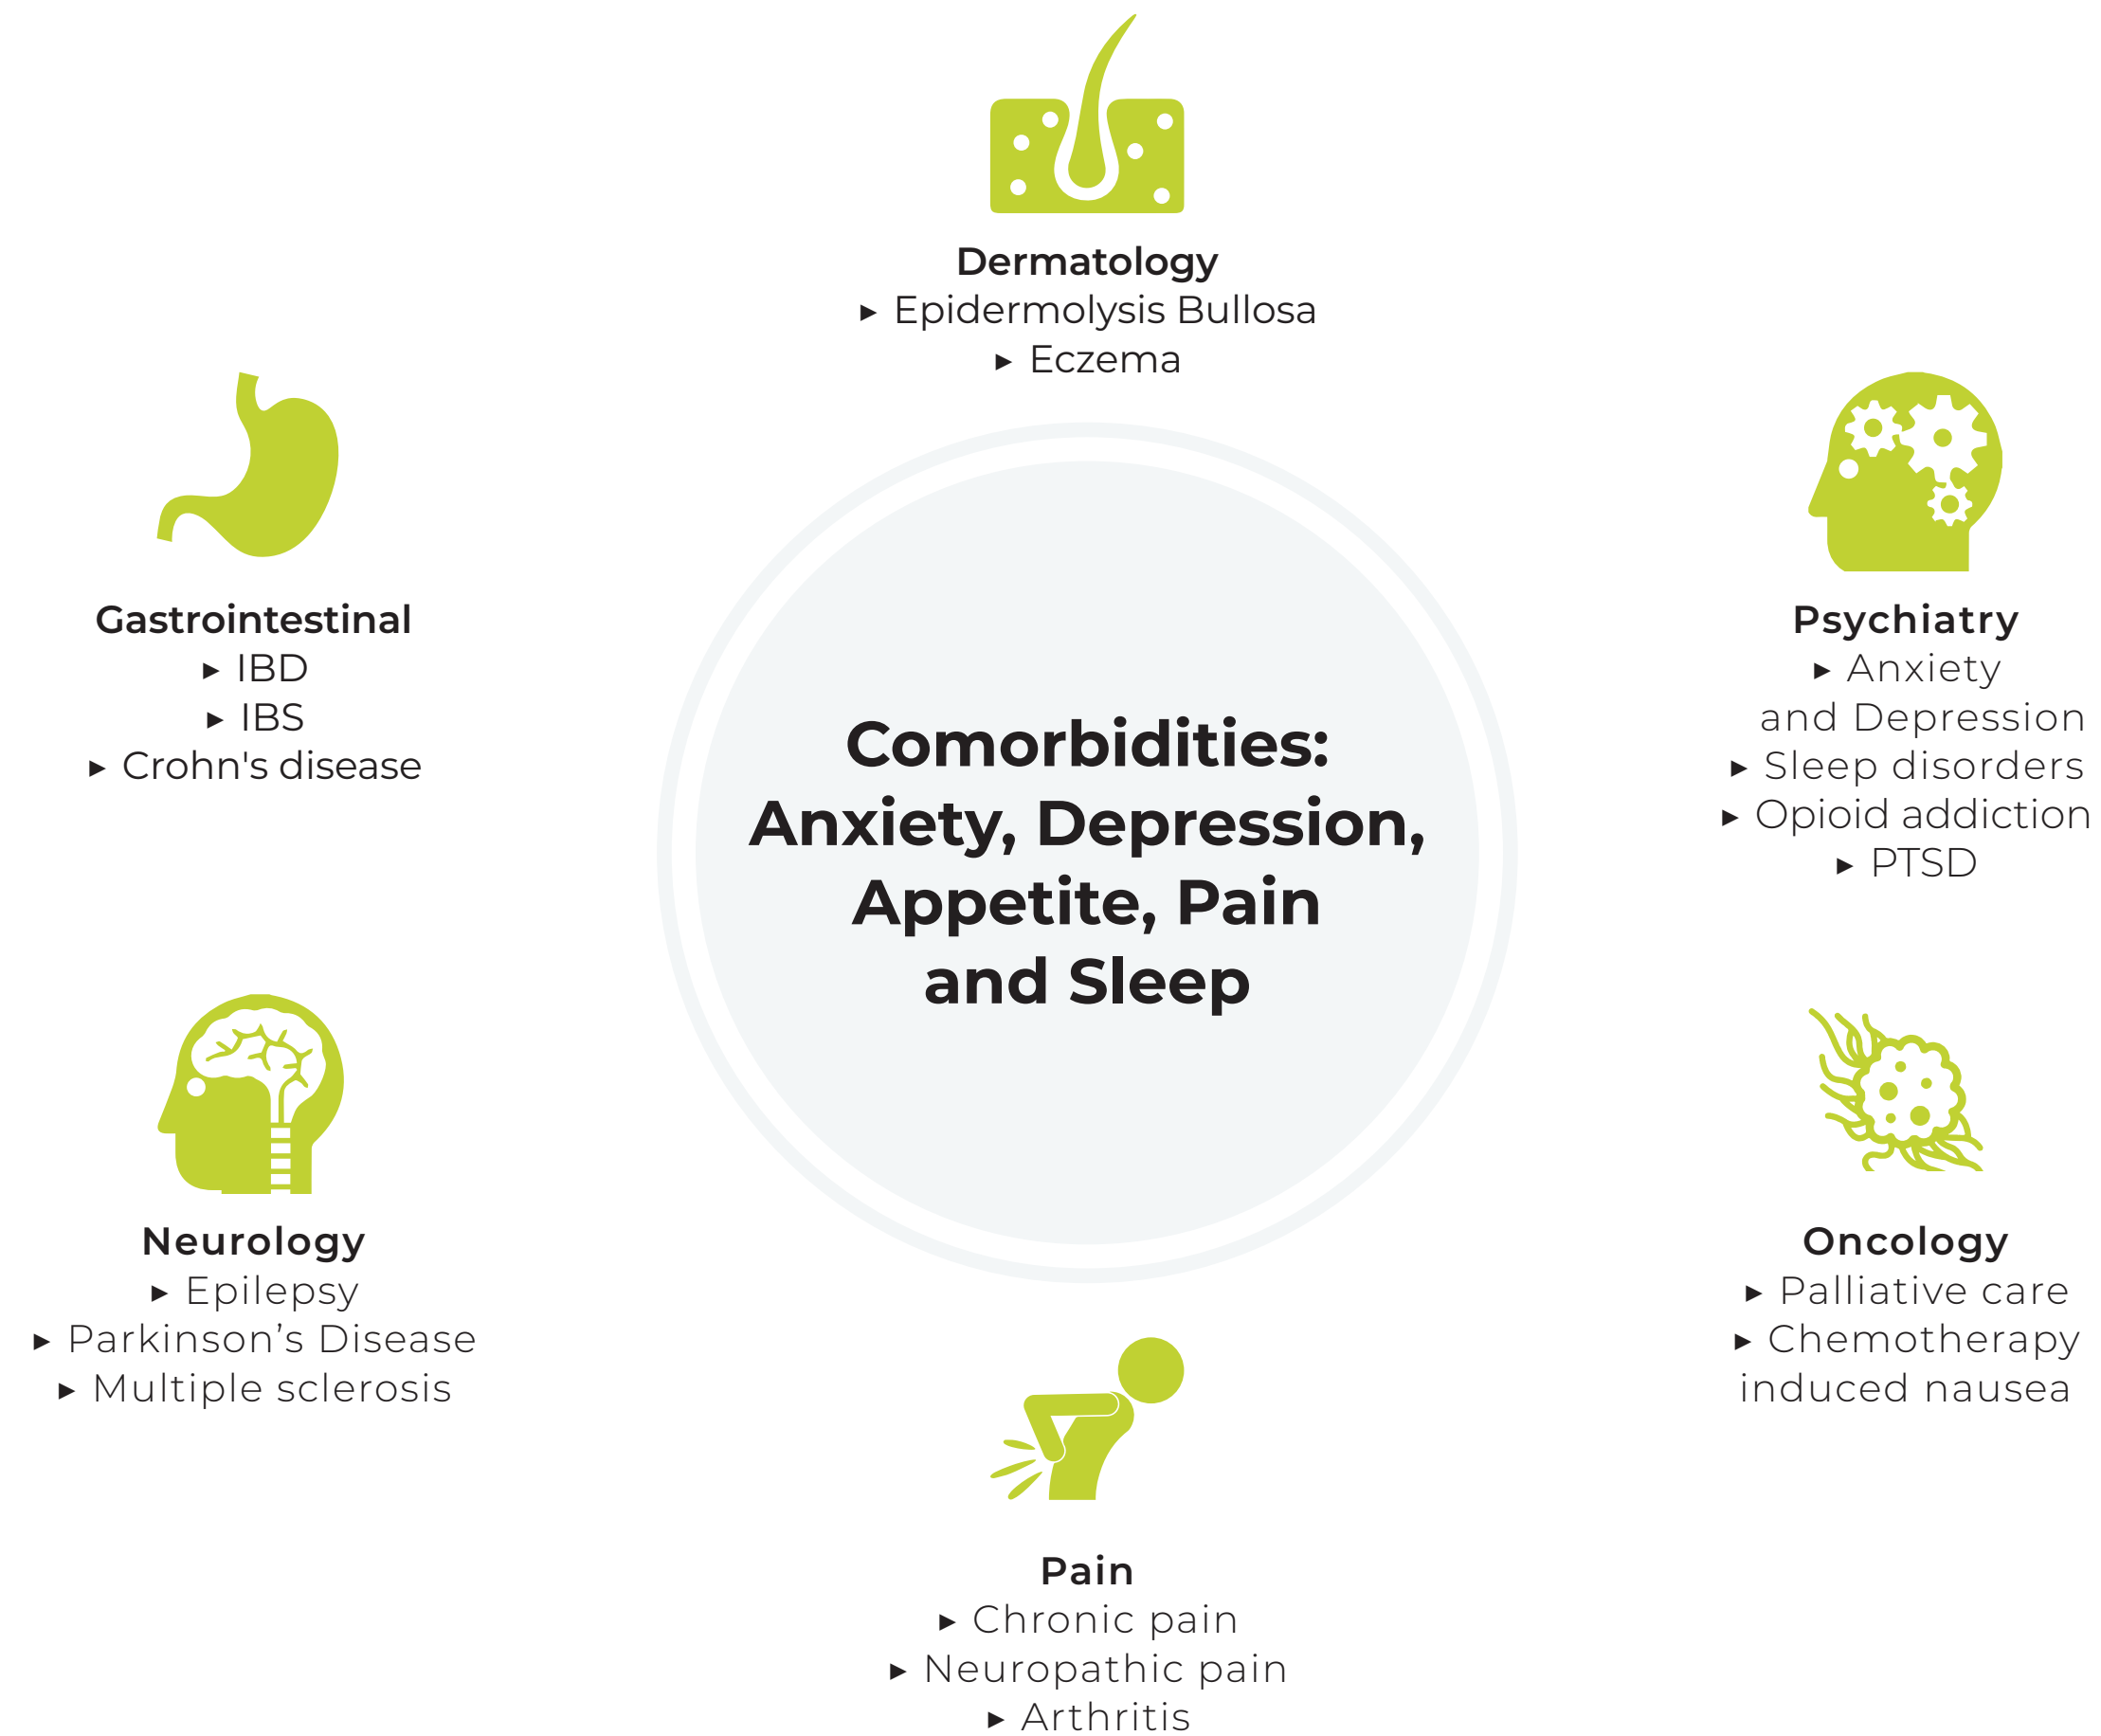 Dermatology
▸ Epidermolysis Bullosa
▸ Eczema
Gastrointestinal
▸ IBD
▸ IBS
▸ Crohn's disease
Psychiatry
▸ Anxiety
and Depression
▸ Sleep disorders
▸ Opioid addiction
▸ PTSD
Comorbidities:
Anxiety, Depression,
Appetite, Pain
and Sleep
Neurology
▸ Epilepsy
▸ Parkinson’s Disease
▸ Multiple sclerosis
Oncology
▸ Palliative care
▸ Chemotherapy
induced nausea
Pain
▸ Chronic pain
▸ Neuropathic pain
▸ Arthritis